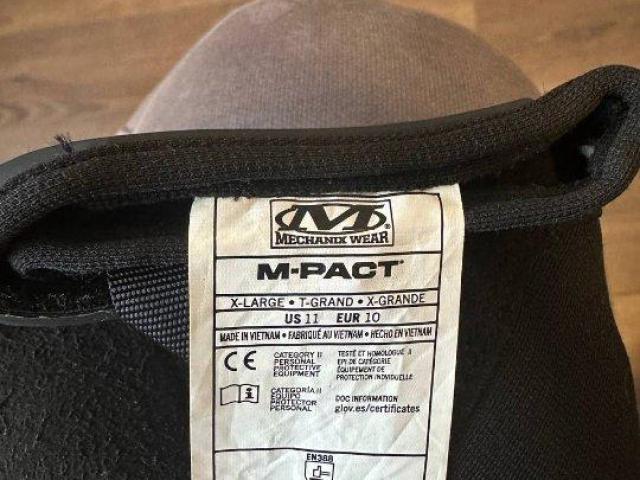 M
MECHANIX WEAR
M-PACT
X-LARGE • T-GRAND • X-GRANDE
US 11 EUR 10
MADE IN VIETNAM • FABRIQUÉ AU VIETNAM • HECHO EN VIETNAM
CE
CATEGORY II
PERSONAL
PROTECTIVE
EQUIPMENT
TESTÉ ET HOMOLOGUÉ À
EPI DE CATÉGORIE
ÉQUIPEMENT DE
PROTECTION INDIVIDUELLE
i
CATEGORÍA II
EQUIPO
PROTECTOR
PERSONAL
DOC INFORMATION
glov.es/certificates
EN388